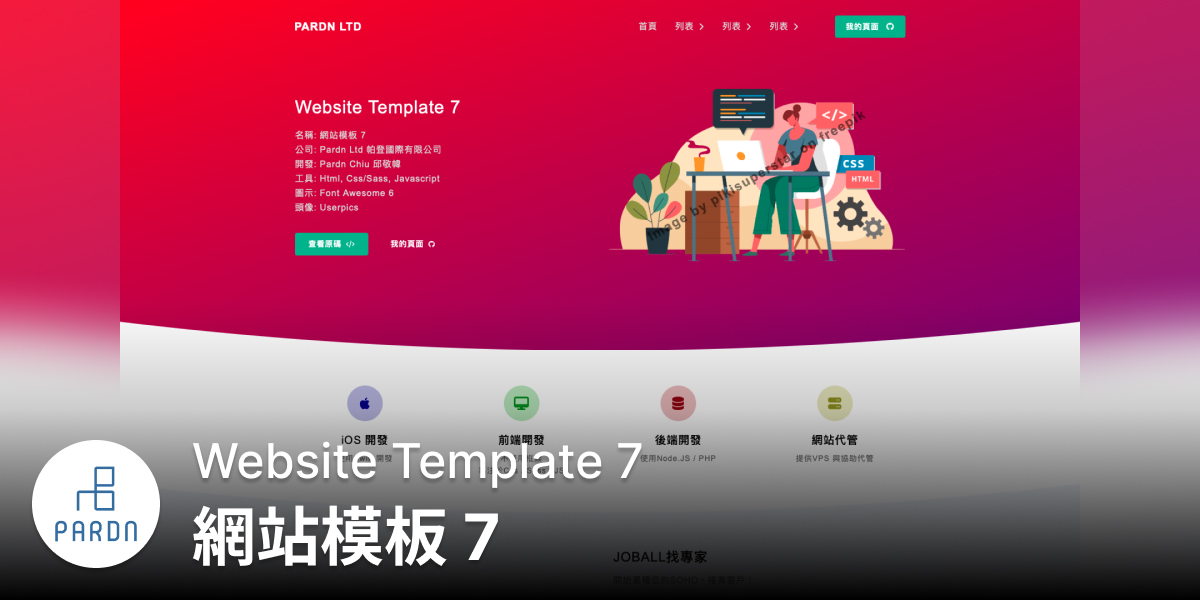 PARDN LTD
首頁 列表 列表 列表 我的頁面
Website Template 7
名稱: 網站模板 7
公司: Pardn Ltd 帕登國際有限公司
開發: Pardn Chiu 邱敬幃
工具: Html, Css/Sass, Javascript
圖示: Font Awesome 6
頭像: Userpics
查看原碼 </> 我的頁面
</>
CSS
HTML
image by pikisuperstar on freepik
iOS 開發 前端開發 後端開發 網站代管
使用Node.JS / PHP 提供VPS 與協助代管
Website Template 7
網站模板 7
PARDN
JOBALL找專家